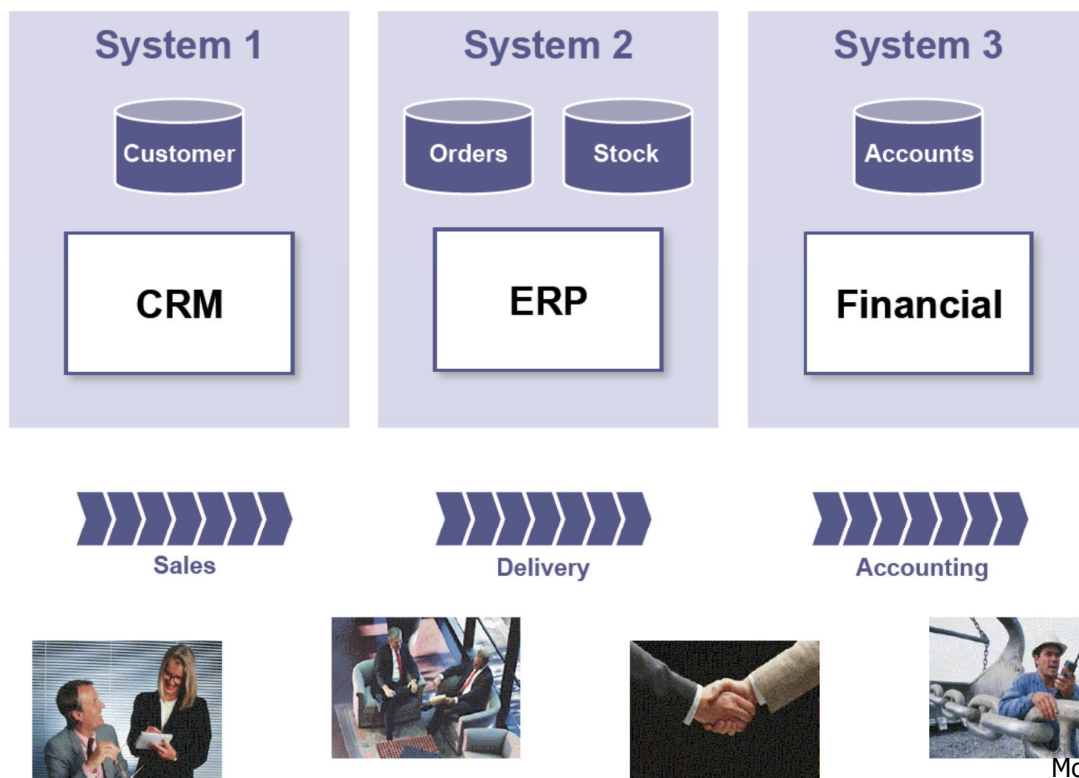 System 1
System 2
System 3
Customer
Orders
Stock
Accounts
CRM
ERP
Financial
Sales
Delivery
Accounting